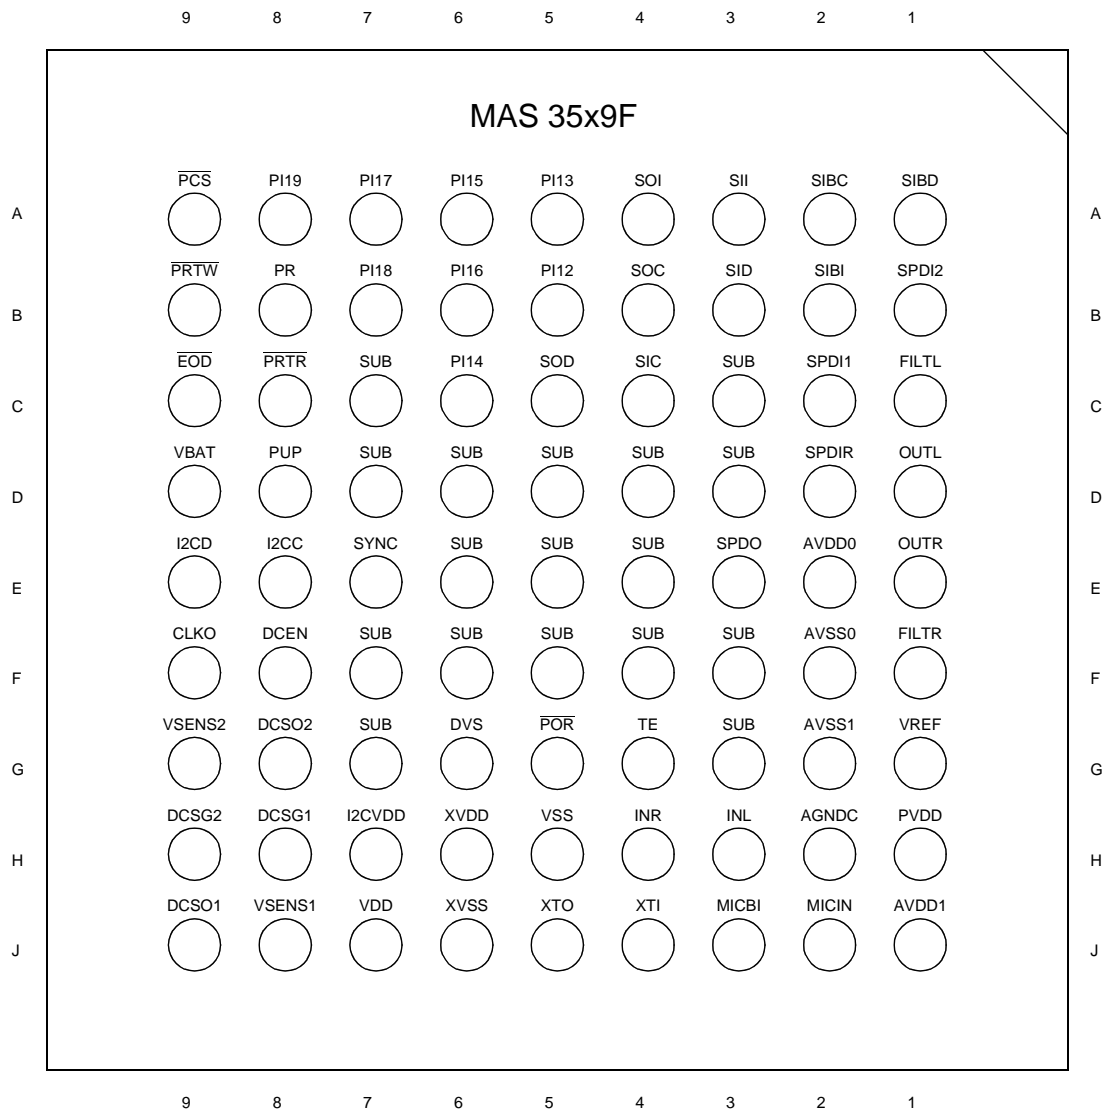 9 8 7 6 5 4 3 2 1
MAS 35x9F
PCS PI19 PI17 PI15 PI13 SOI SII SIBC SIBD
A A
PRTW PR PI18 PI16 PI12 SOC SID SIBI SPDI2
B B
EOD PRTR SUB PI14 SOD SIC SUB SPDI1 FILTL
C C
VBAT PUP SUB SUB SUB SUB SUB SPDIR OUTL
D D
I2CD I2CC SYNC SUB SUB SUB SPDO AVDD0 OUTR
E E
CLKO DCEN SUB SUB SUB SUB SUB AVSS0 FILTR
F F
VSENS2 DCSO2 SUB DVS POR TE SUB AVSS1 VREF
G G
DCSG2 DCSG1 I2CVDD XVDD VSS INR INL AGNDC PVDD
H H
DCSO1 VSENS1 VDD XVSS XTO XTI MICBI MICIN AVDD1
J J
9 8 7 6 5 4 3 2 1